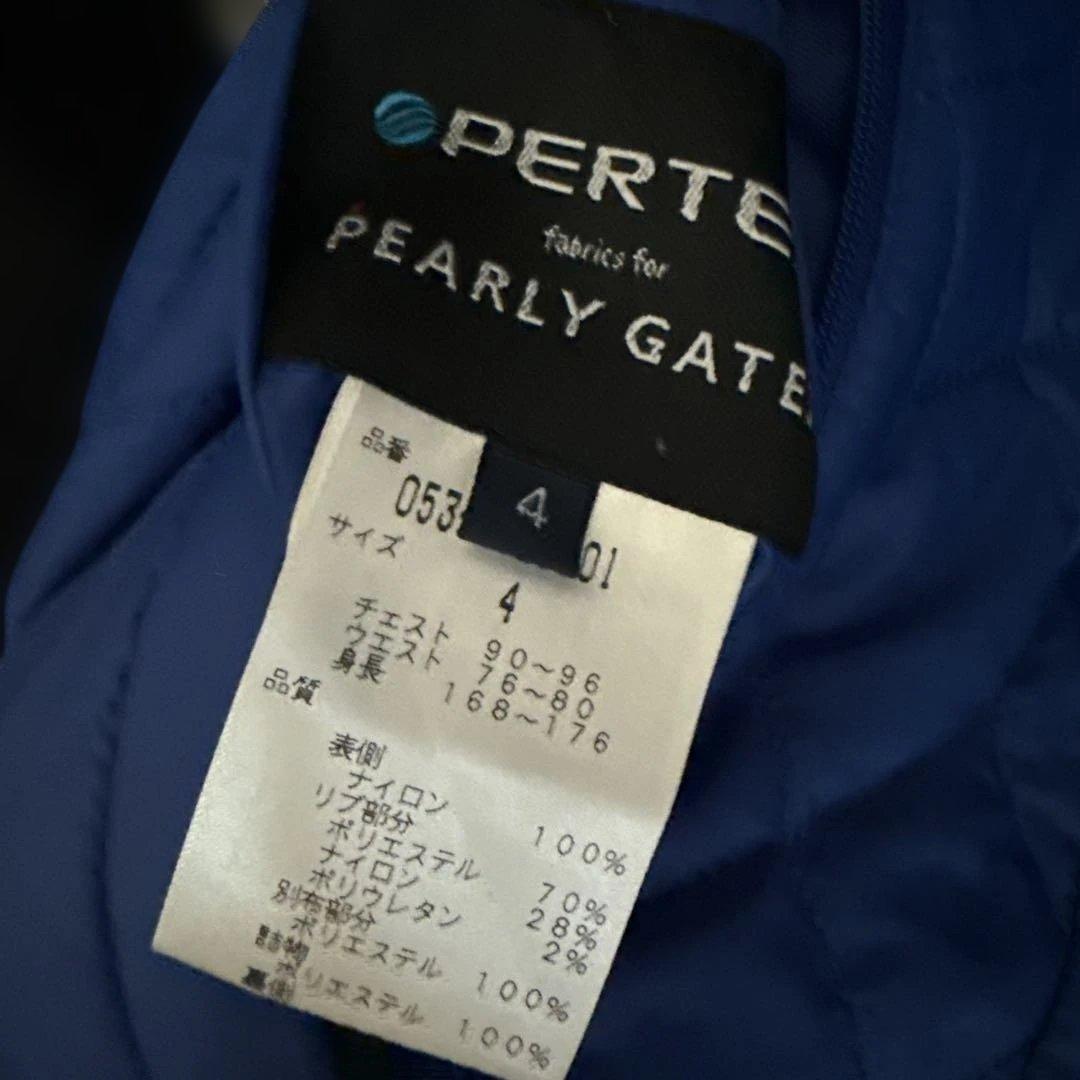 PERTE
fabrics for
PEARLY GATE
品番
053 4 01
サイズ
4
チェスト 90~96
ウエスト 76~80
身長 168~176
品質
表側
ナイロン 100%
リブ部分
ポリエステル 70%
ナイロン 28%
ポリウレタン 2%
別布部分
ポリエステル 100%
詰物
ポリエステル 100%
裏側